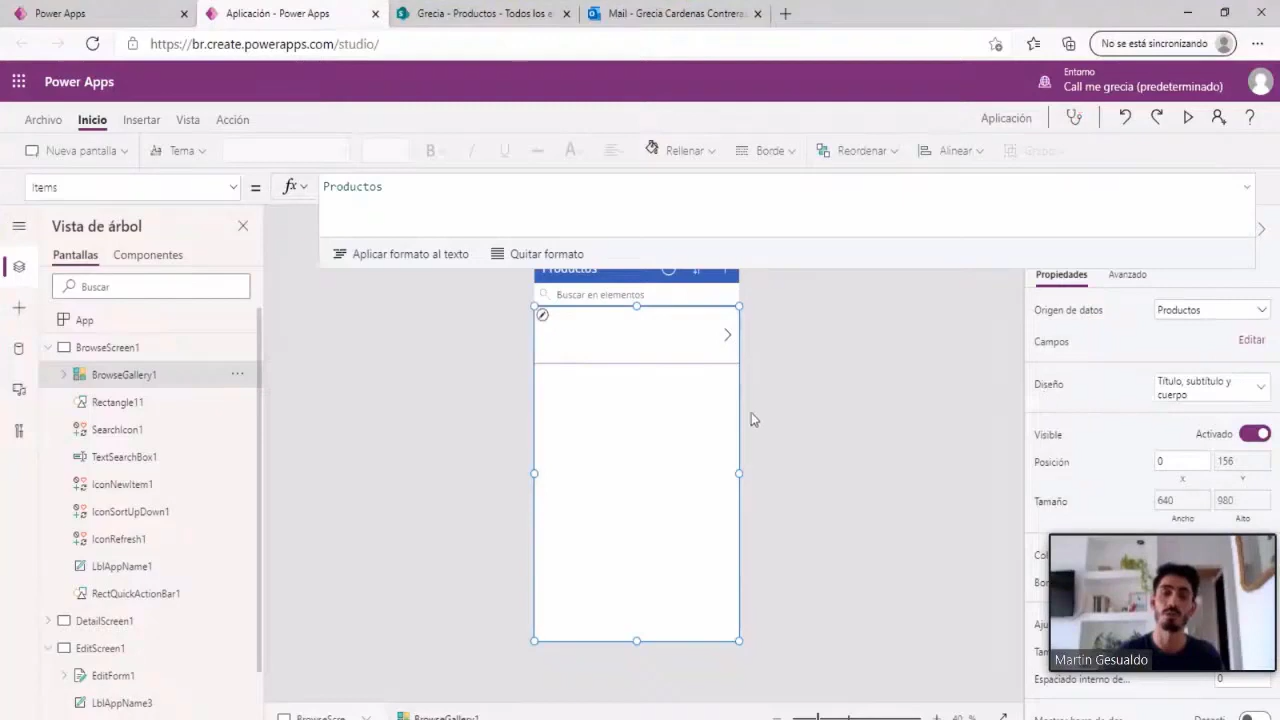 Power Apps
Aplicación - Power Apps
Grecia - Productos - Todos los e
Mail - Grecia Cardenas Contrera
https://br.create.powerapps.com/studio/
No se está sincronizando
Power Apps
Entorno
Call me grecia (predeterminado)
Archivo
Inicio
Insertar
Vista
Acción
Aplicación
Nueva pantalla
Tema
B
Rellenar
Borde
Reordenar
Alinear
Items
=
fx
Productos
Aplicar formato al texto
Quitar formato
Vista de árbol
Pantallas
Componentes
Buscar
App
BrowseScreen1
BrowseGallery1
Rectangle11
SearchIcon1
TextSearchBox1
IconNewItem1
IconSortUpDown1
IconRefresh1
LblAppName1
RectQuickActionBar1
DetailScreen1
EditScreen1
EditForm1
LblAppName3
Productos
Buscar en elementos
Propiedades
Avanzado
Origen de datos
Productos
Campos
Editar
Diseño
Título, subtítulo y
cuerpo
Visible
Activado
Posición
0
156
X
Y
Tamaño
640
980
Ancho
Alto
Espaciado interno de...
0
Martin Gesualdo
BrowseGallery1
40 %